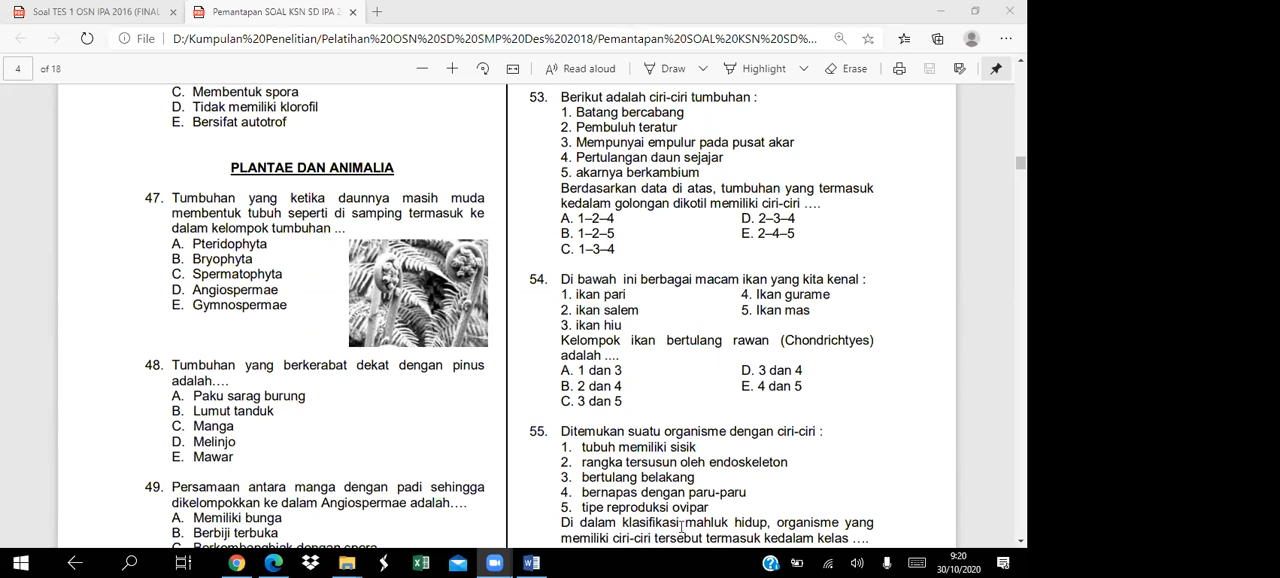 Soal TES 1 OSN IPA 2016 (FINAL
Pemantapan SOAL KSN SD IPA 2
File
D:/Kumpulan%20Penelitian/Pelatihan%20OSN%20SD%20SMP%20Des%202018/Pemantapan%20SOAL%20KSN%20SD%...
4 of 18
Read aloud
Draw
Highlight
Erase
C. Membentuk spora
D. Tidak memiliki klorofil
E. Bersifat autotrof
PLANTAE DAN ANIMALIA
47. Tumbuhan yang ketika daunnya masih muda
membentuk tubuh seperti di samping termasuk ke
dalam kelompok tumbuhan ...
A. Pteridophyta
B. Bryophyta
C. Spermatophyta
D. Angiospermae
E. Gymnospermae
48. Tumbuhan yang berkerabat dekat dengan pinus
adalah....
A. Paku sarag burung
B. Lumut tanduk
C. Manga
D. Melinjo
E. Mawar
49. Persamaan antara manga dengan padi sehingga
dikelompokkan ke dalam Angiospermae adalah....
A. Memiliki bunga
B. Berbiji terbuka
C. Berkembangbiak dengan spora
53. Berikut adalah ciri-ciri tumbuhan :
1. Batang bercabang
2. Pembuluh teratur
3. Mempunyai empulur pada pusat akar
4. Pertulangan daun sejajar
5. akarnya berkambium
Berdasarkan data di atas, tumbuhan yang termasuk
kedalam golongan dikotil memiliki ciri-ciri ....
A. 1–2–4 D. 2–3–4
B. 1–2–5 E. 2–4–5
C. 1–3–4
54. Di bawah ini berbagai macam ikan yang kita kenal :
1. ikan pari 4. Ikan gurame
2. ikan salem 5. Ikan mas
3. ikan hiu
Kelompok ikan bertulang rawan (Chondrichtyes)
adalah ....
A. 1 dan 3 D. 3 dan 4
B. 2 dan 4 E. 4 dan 5
C. 3 dan 5
55. Ditemukan suatu organisme dengan ciri-ciri :
1. tubuh memiliki sisik
2. rangka tersusun oleh endoskeleton
3. bertulang belakang
4. bernapas dengan paru-paru
5. tipe reproduksi ovipar
Di dalam klasifikasi mahluk hidup, organisme yang
memiliki ciri-ciri tersebut termasuk kedalam kelas ....
9:20
30/10/2020